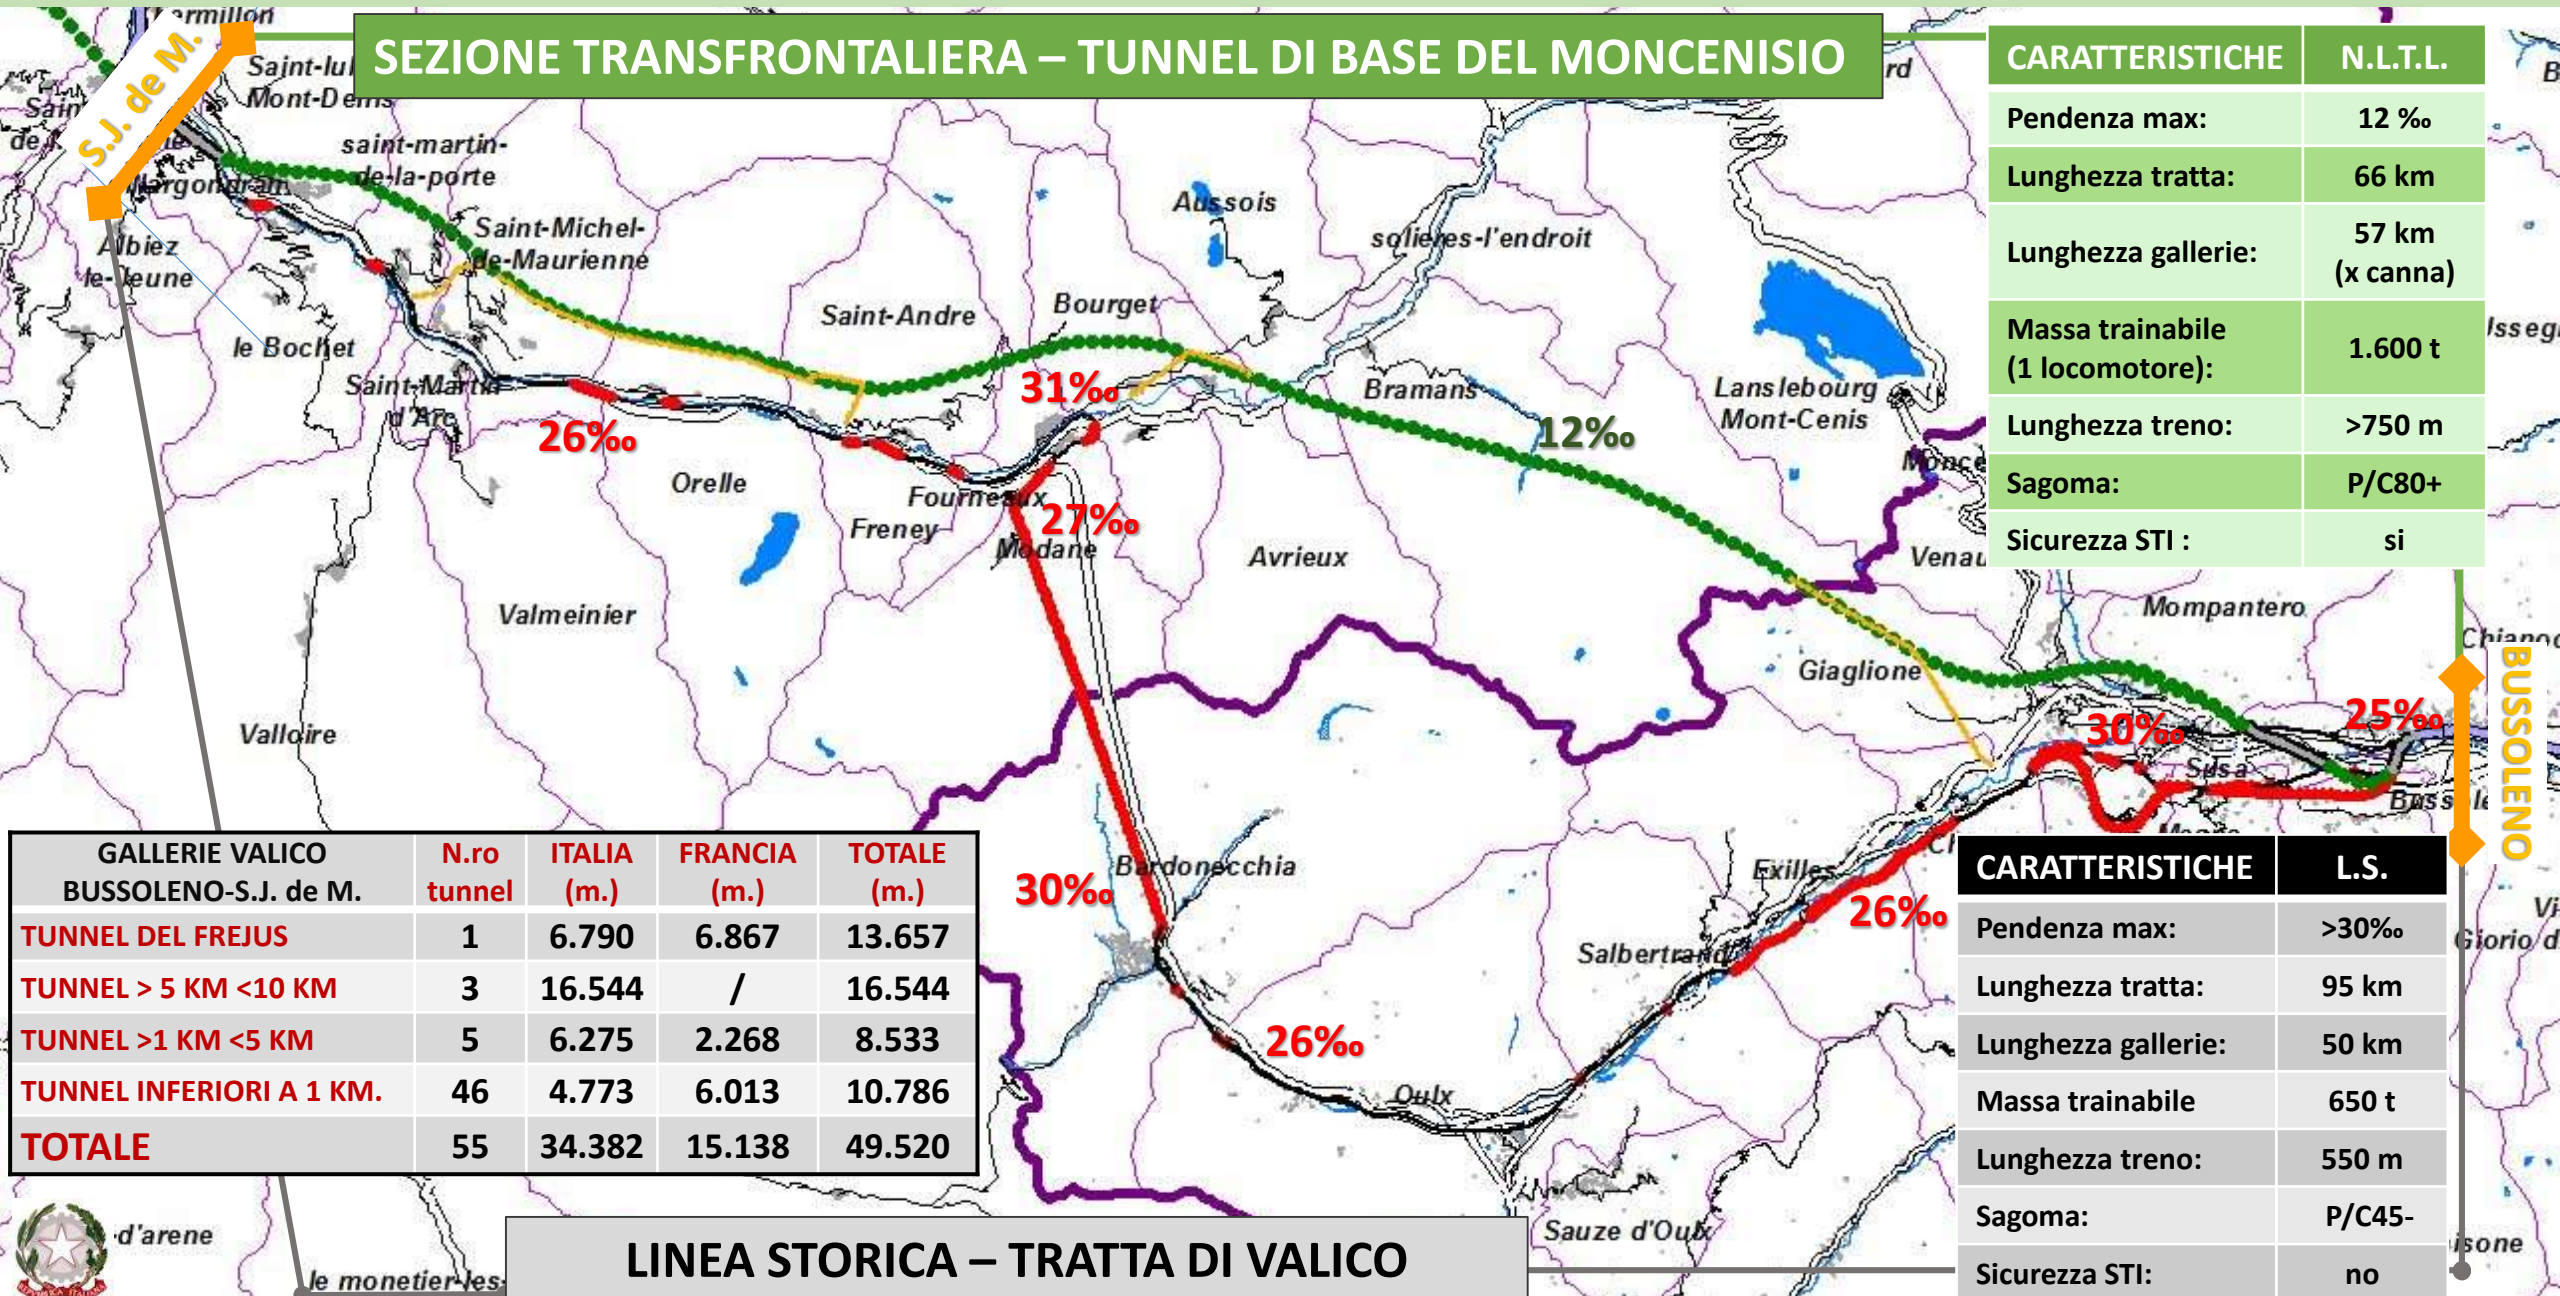 SEZIONE TRANSFRONTALIERA – TUNNEL DI BASE DEL MONCENISIO
S.J. de M.
Mont-Denis
saint-martin-
de-la-porte
Saint-Michel-
de-Maurienne
Albiez
le-Jeune
le Bochet
Saint-Martin
d'Arc
26‰
Saint-Andre
Bourget
Aussois
solieres-l'endroit
31‰
Bramans
12‰
Lanslebourg
Mont-Cenis
Orelle
Freney
Fourneaux
27‰
Modane
Avrieux
Valmeinier
Valloire
Giaglione
Mompantero
30‰
Susa
25‰
BUSSOLENO
Bardonecchia
30‰
26‰
Oulx
Salbertrand
Exilles
26‰
Sauze d'Oulx
CARATTERISTICHE N.L.T.L.
Pendenza max: 12 ‰
Lunghezza tratta: 66 km
Lunghezza gallerie: 57 km
(x canna)
Massa trainabile
(1 locomotore): 1.600 t
Lunghezza treno: >750 m
Sagoma: P/C80+
Sicurezza STI : si
GALLERIE VALICO
BUSSOLENO-S.J. de M. N.ro
tunnel ITALIA
(m.) FRANCIA
(m.) TOTALE
(m.)
TUNNEL DEL FREJUS 1 6.790 6.867 13.657
TUNNEL > 5 KM <10 KM 3 16.544 / 16.544
TUNNEL >1 KM <5 KM 5 6.275 2.268 8.533
TUNNEL INFERIORI A 1 KM. 46 4.773 6.013 10.786
TOTALE 55 34.382 15.138 49.520
CARATTERISTICHE L.S.
Pendenza max: >30‰
Lunghezza tratta: 95 km
Lunghezza gallerie: 50 km
Massa trainabile 650 t
Lunghezza treno: 550 m
Sagoma: P/C45-
Sicurezza STI: no
-d'arene
le monetier-les-
LINEA STORICA – TRATTA DI VALICO